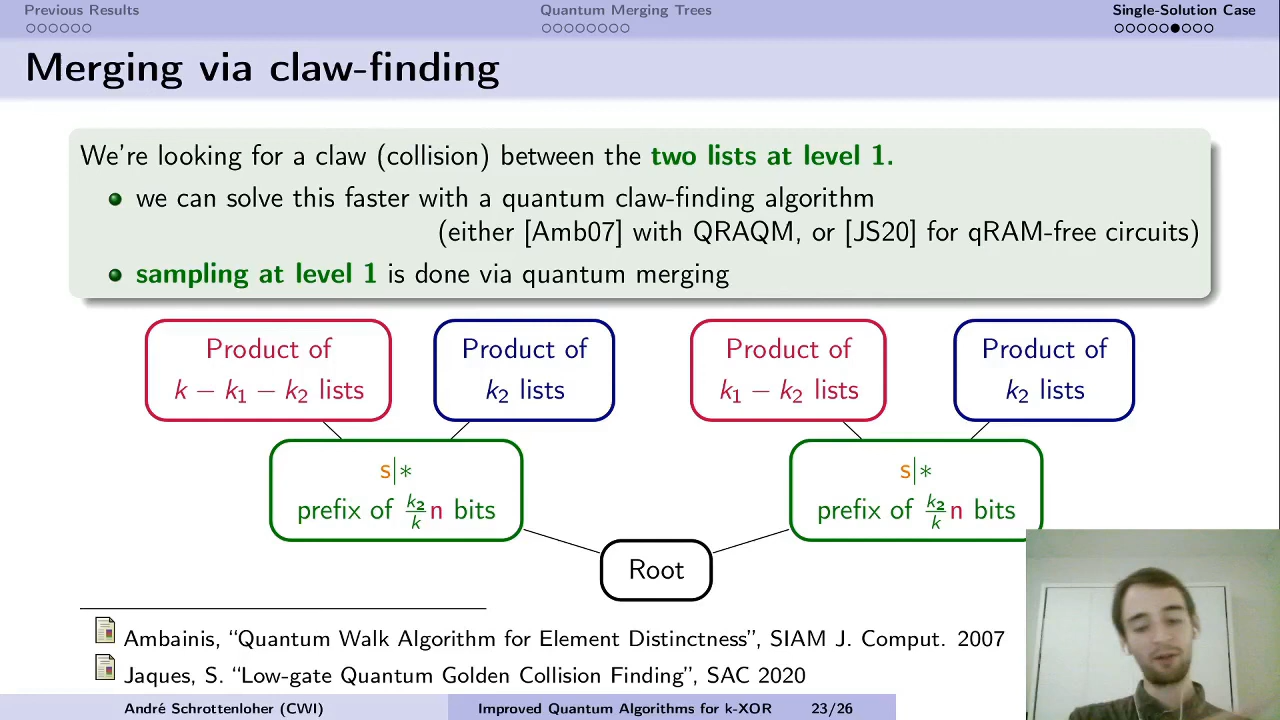 Previous Results
Quantum Merging Trees
Single-Solution Case
Merging via claw-finding
We're looking for a claw (collision) between the two lists at level 1.
we can solve this faster with a quantum claw-finding algorithm
(either [Amb07] with QRAQM, or [JS20] for qRAM-free circuits)
sampling at level 1 is done via quantum merging
Product of
k − k₁ − k₂ lists
Product of
k₂ lists
Product of
k₁ − k₂ lists
Product of
k₂ lists
s|∗
prefix of k₂/k n bits
s|∗
prefix of k₂/k n bits
Root
Ambainis, “Quantum Walk Algorithm for Element Distinctness”, SIAM J. Comput. 2007
Jaques, S. “Low-gate Quantum Golden Collision Finding”, SAC 2020
André Schrottenloher (CWI)
Improved Quantum Algorithms for k-XOR
23/26